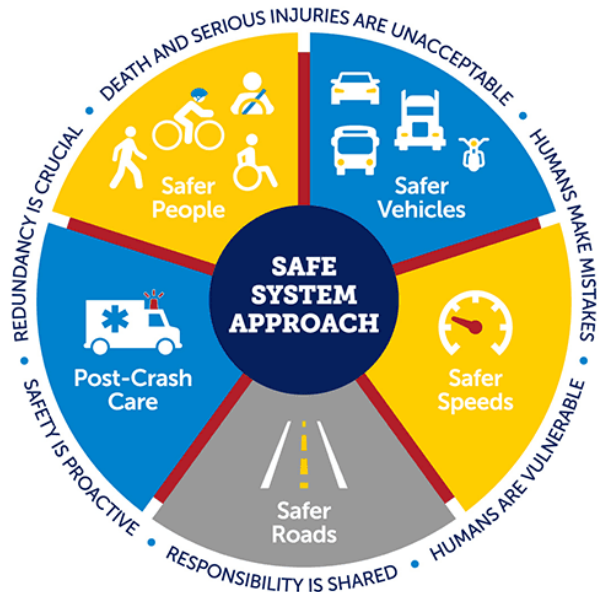 DEATH AND SERIOUS INJURIES ARE UNACCEPTABLE
HUMANS MAKE MISTAKES
HUMANS ARE VULNERABLE
RESPONSIBILITY IS SHARED
SAFETY IS PROACTIVE
REDUNDANCY IS CRUCIAL
Safer
People
Safer
Vehicles
SAFE
SYSTEM
APPROACH
Post-Crash
Care
Safer
Speeds
Safer
Roads